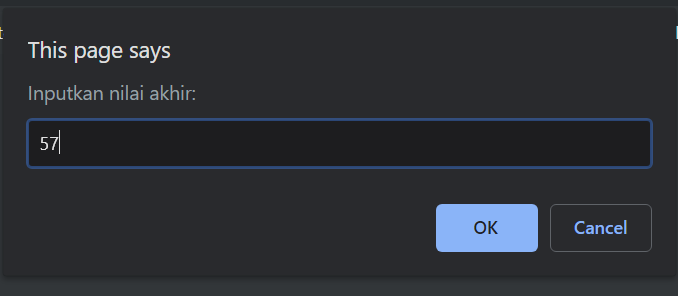 This page says
Inputkan nilai akhir:
57
OK
Cancel